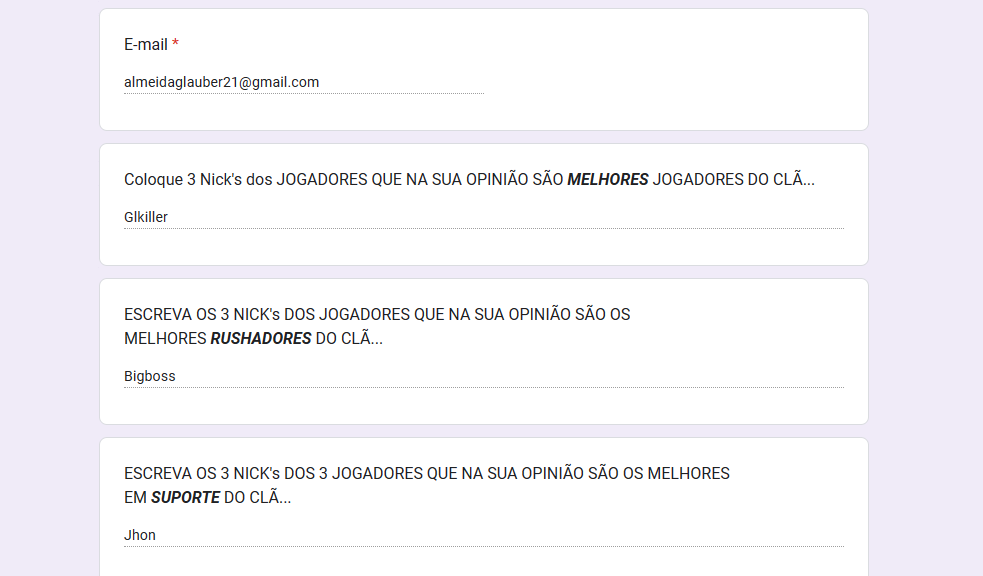 E-mail *
almeidaglauber21@gmail.com
Coloque 3 Nick's dos JOGADORES QUE NA SUA OPINIÃO SÃO MELHORES JOGADORES DO CLÃ...
Glkiller
ESCREVA OS 3 NICK's DOS JOGADORES QUE NA SUA OPINIÃO SÃO OS
MELHORES RUSHADORES DO CLÃ...
Bigboss
ESCREVA OS 3 NICK's DOS 3 JOGADORES QUE NA SUA OPINIÃO SÃO OS MELHORES
EM SUPORTE DO CLÃ...
Jhon